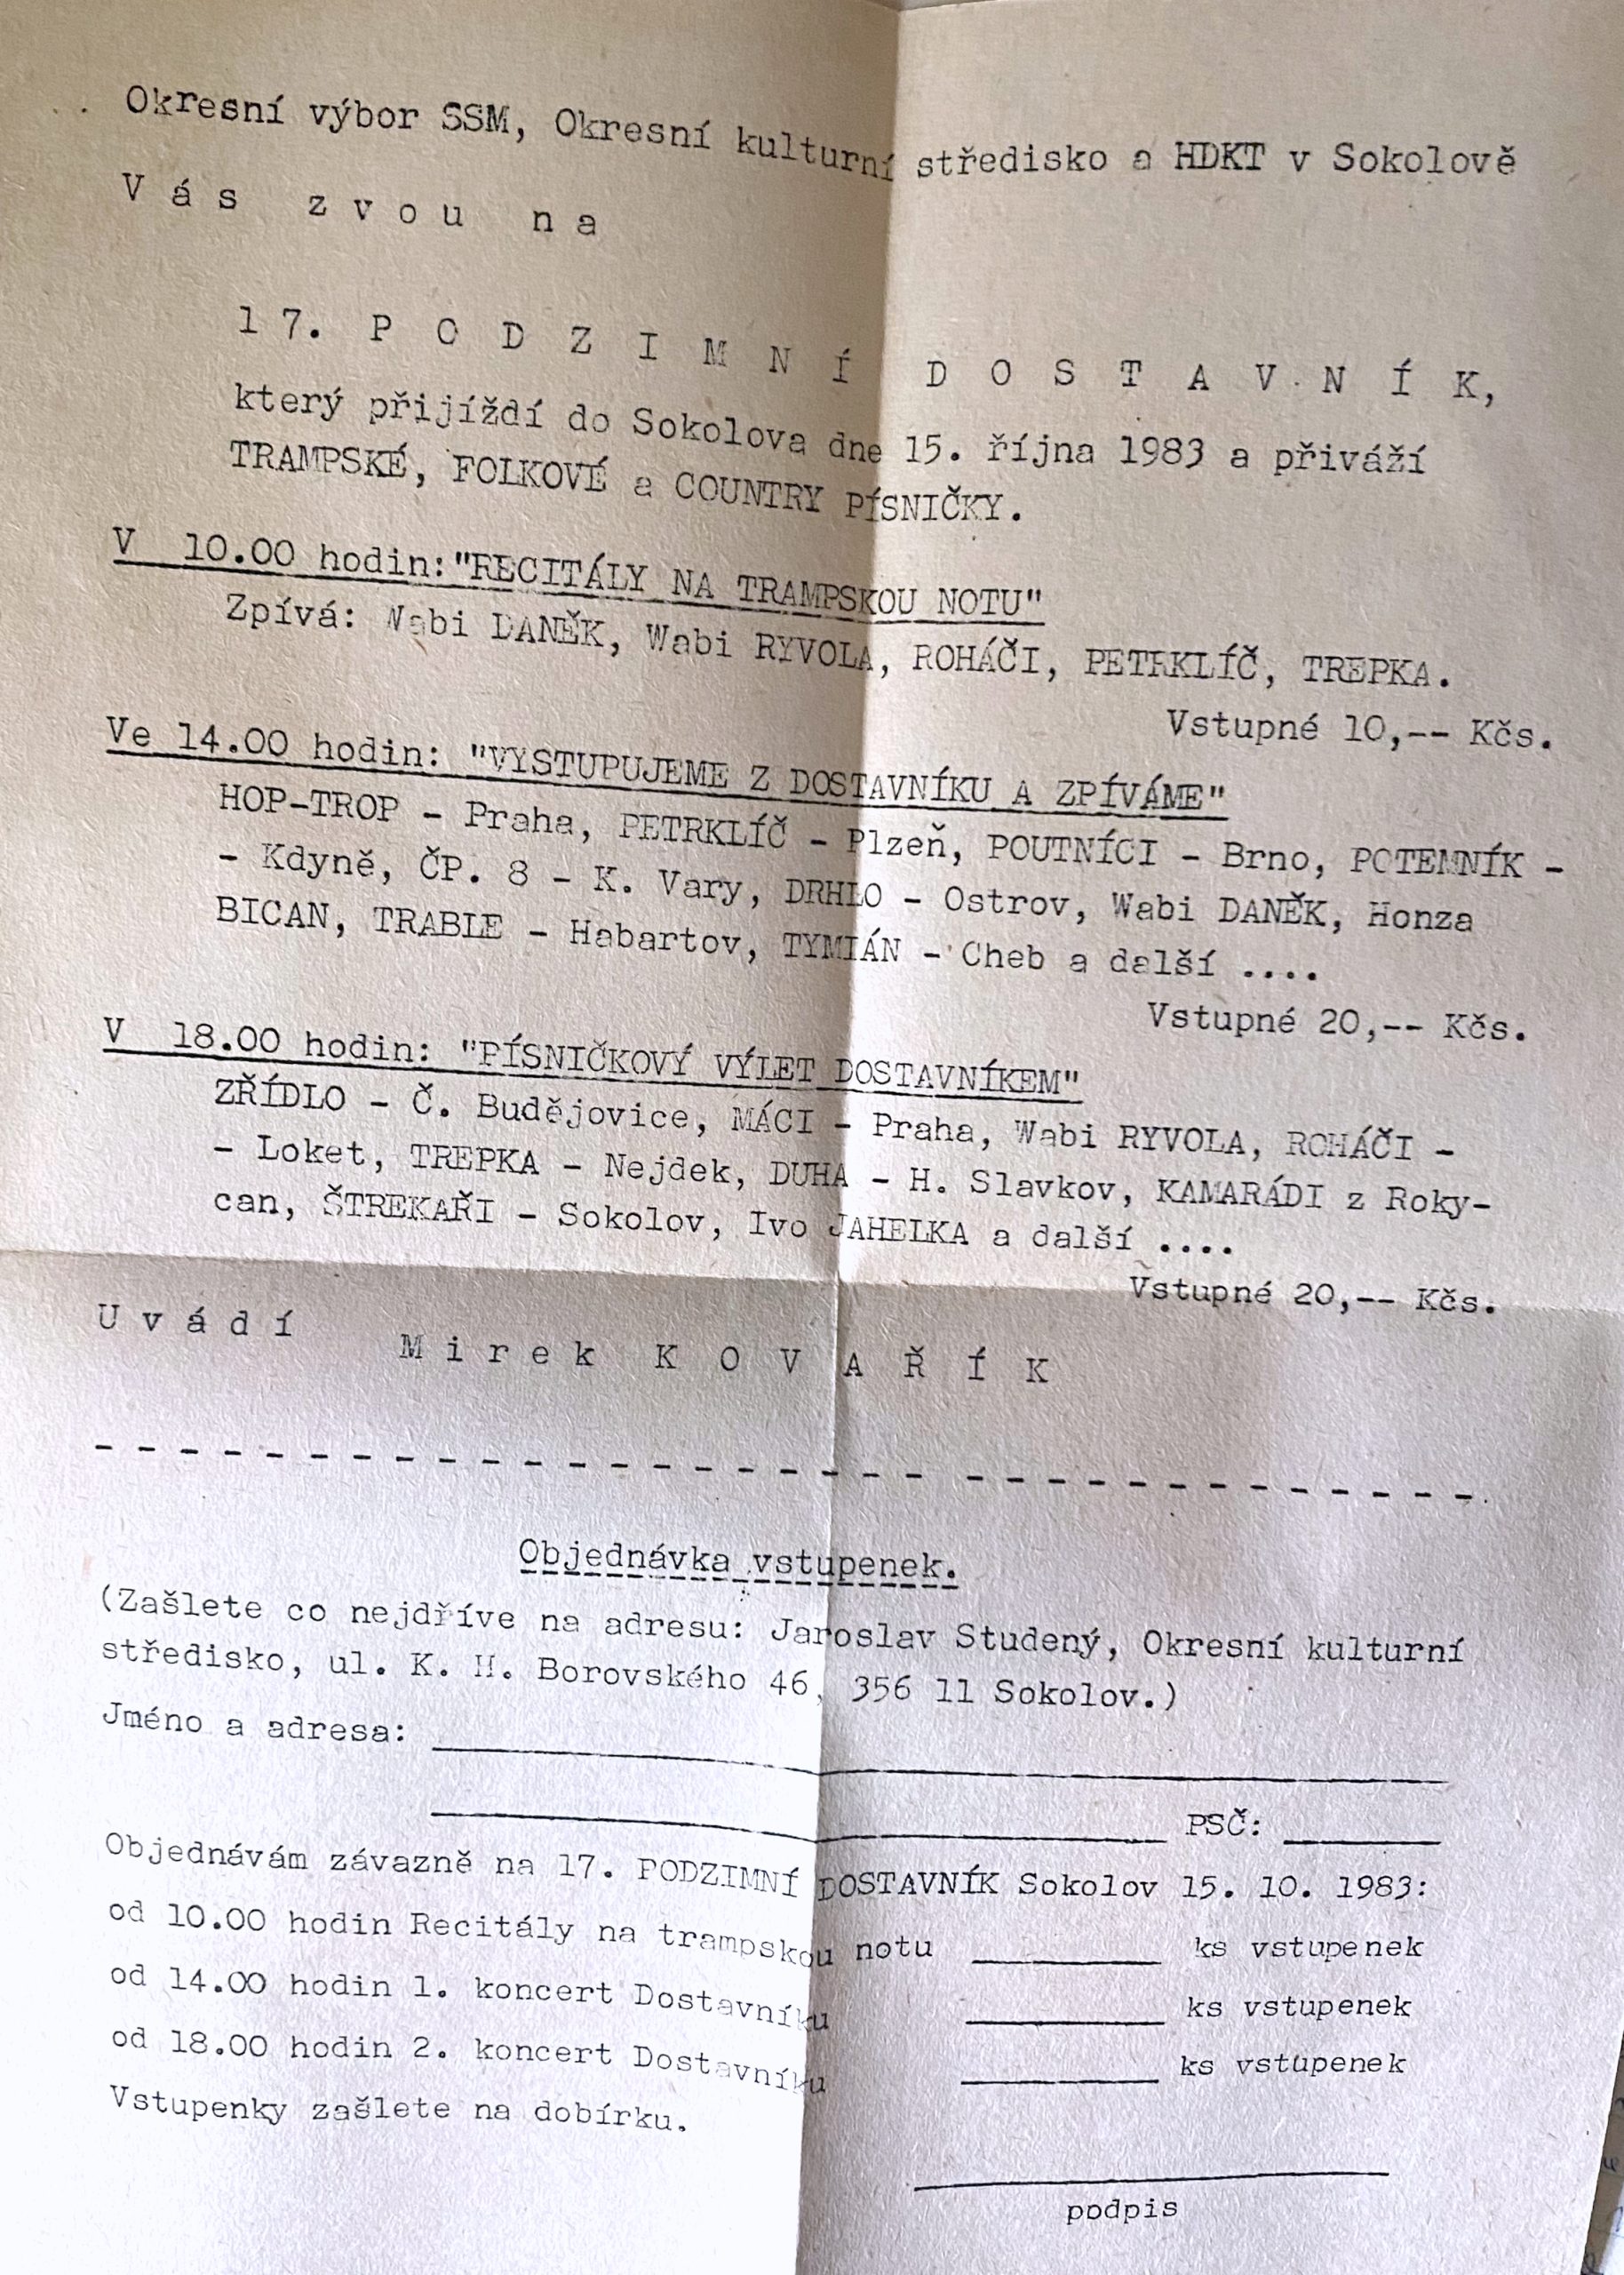 Okresní výbor SSM, Okresní kulturní středisko a HDKT v Sokolově
V á s  z v o u  n a
1 7. P O D Z I M N Í  D O S T A V N Í K,
který přijíždí do Sokolova dne 15. října 1983 a přiváží
TRAMPSKÉ, FOLKOVÉ a COUNTRY PÍSNIČKY.
V 10.00 hodin: "RECITÁLY NA TRAMPSKOU NOTU"
Zpívá: Wabi DANĚK, Wabi RYVOLA, ROHÁČI, PETRKLÍČ, TREPKA.
Vstupné 10,-- Kčs.
Ve 14.00 hodin: "VYSTUPUJEME Z DOSTAVNÍKU A ZPÍVÁME"
HOP-TROP - Praha, PETRKLÍČ - Plzeň, POUTNÍCI - Brno, POTEMNÍK -
- Kdyně, ČP. 8 - K. Vary, DRHLO - Ostrov, Wabi DANĚK, Honza
BICAN, TRABLE - Habartov, TYMIÁN - Cheb a další ....
Vstupné 20,-- Kčs.
V 18.00 hodin: "PÍSNIČKOVÝ VÝLET DOSTAVNÍKEM"
ZŘÍDLO - Č. Budějovice, MÁCI - Praha, Wabi RYVOLA, ROHÁČI -
- Loket, TREPKA - Nejdek, DUHA - H. Slavkov, KAMARÁDI z Roky-
can, ŠTREKAŘI - Sokolov, Ivo JAHELKA a další ....
Vstupné 20,-- Kčs.
U v á d í  M i r e k  K O V A Ř Í K
Objednávka vstupenek.
(Zašlete co nejdříve na adresu: Jaroslav Studený, Okresní kulturní
středisko, ul. K. H. Borovského 46, 356 11 Sokolov.)
Jméno a adresa:
PSČ:
Objednávám závazně na 17. PODZIMNÍ DOSTAVNÍK Sokolov 15. 10. 1983:
od 10.00 hodin Recitály na trampskou notu ks vstupenek
od 14.00 hodin 1. koncert Dostavníku ks vstupenek
od 18.00 hodin 2. koncert Dostavníku ks vstupenek
Vstupenky zašlete na dobírku.
podpis